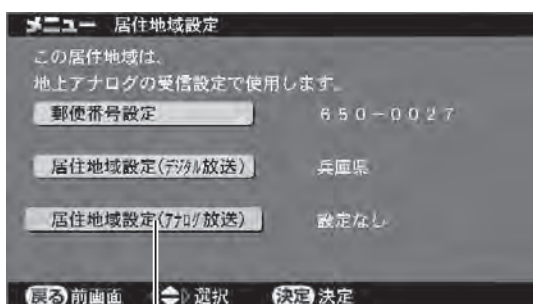 メニュー 居住地域設定
この居住地域は、
地上アナログの受信設定で使用します。
郵便番号設定 650-0027
居住地域設定(デジタル放送) 兵庫県
居住地域設定(アナログ放送) 設定なし
戻る 前画面 選択 決定 決定